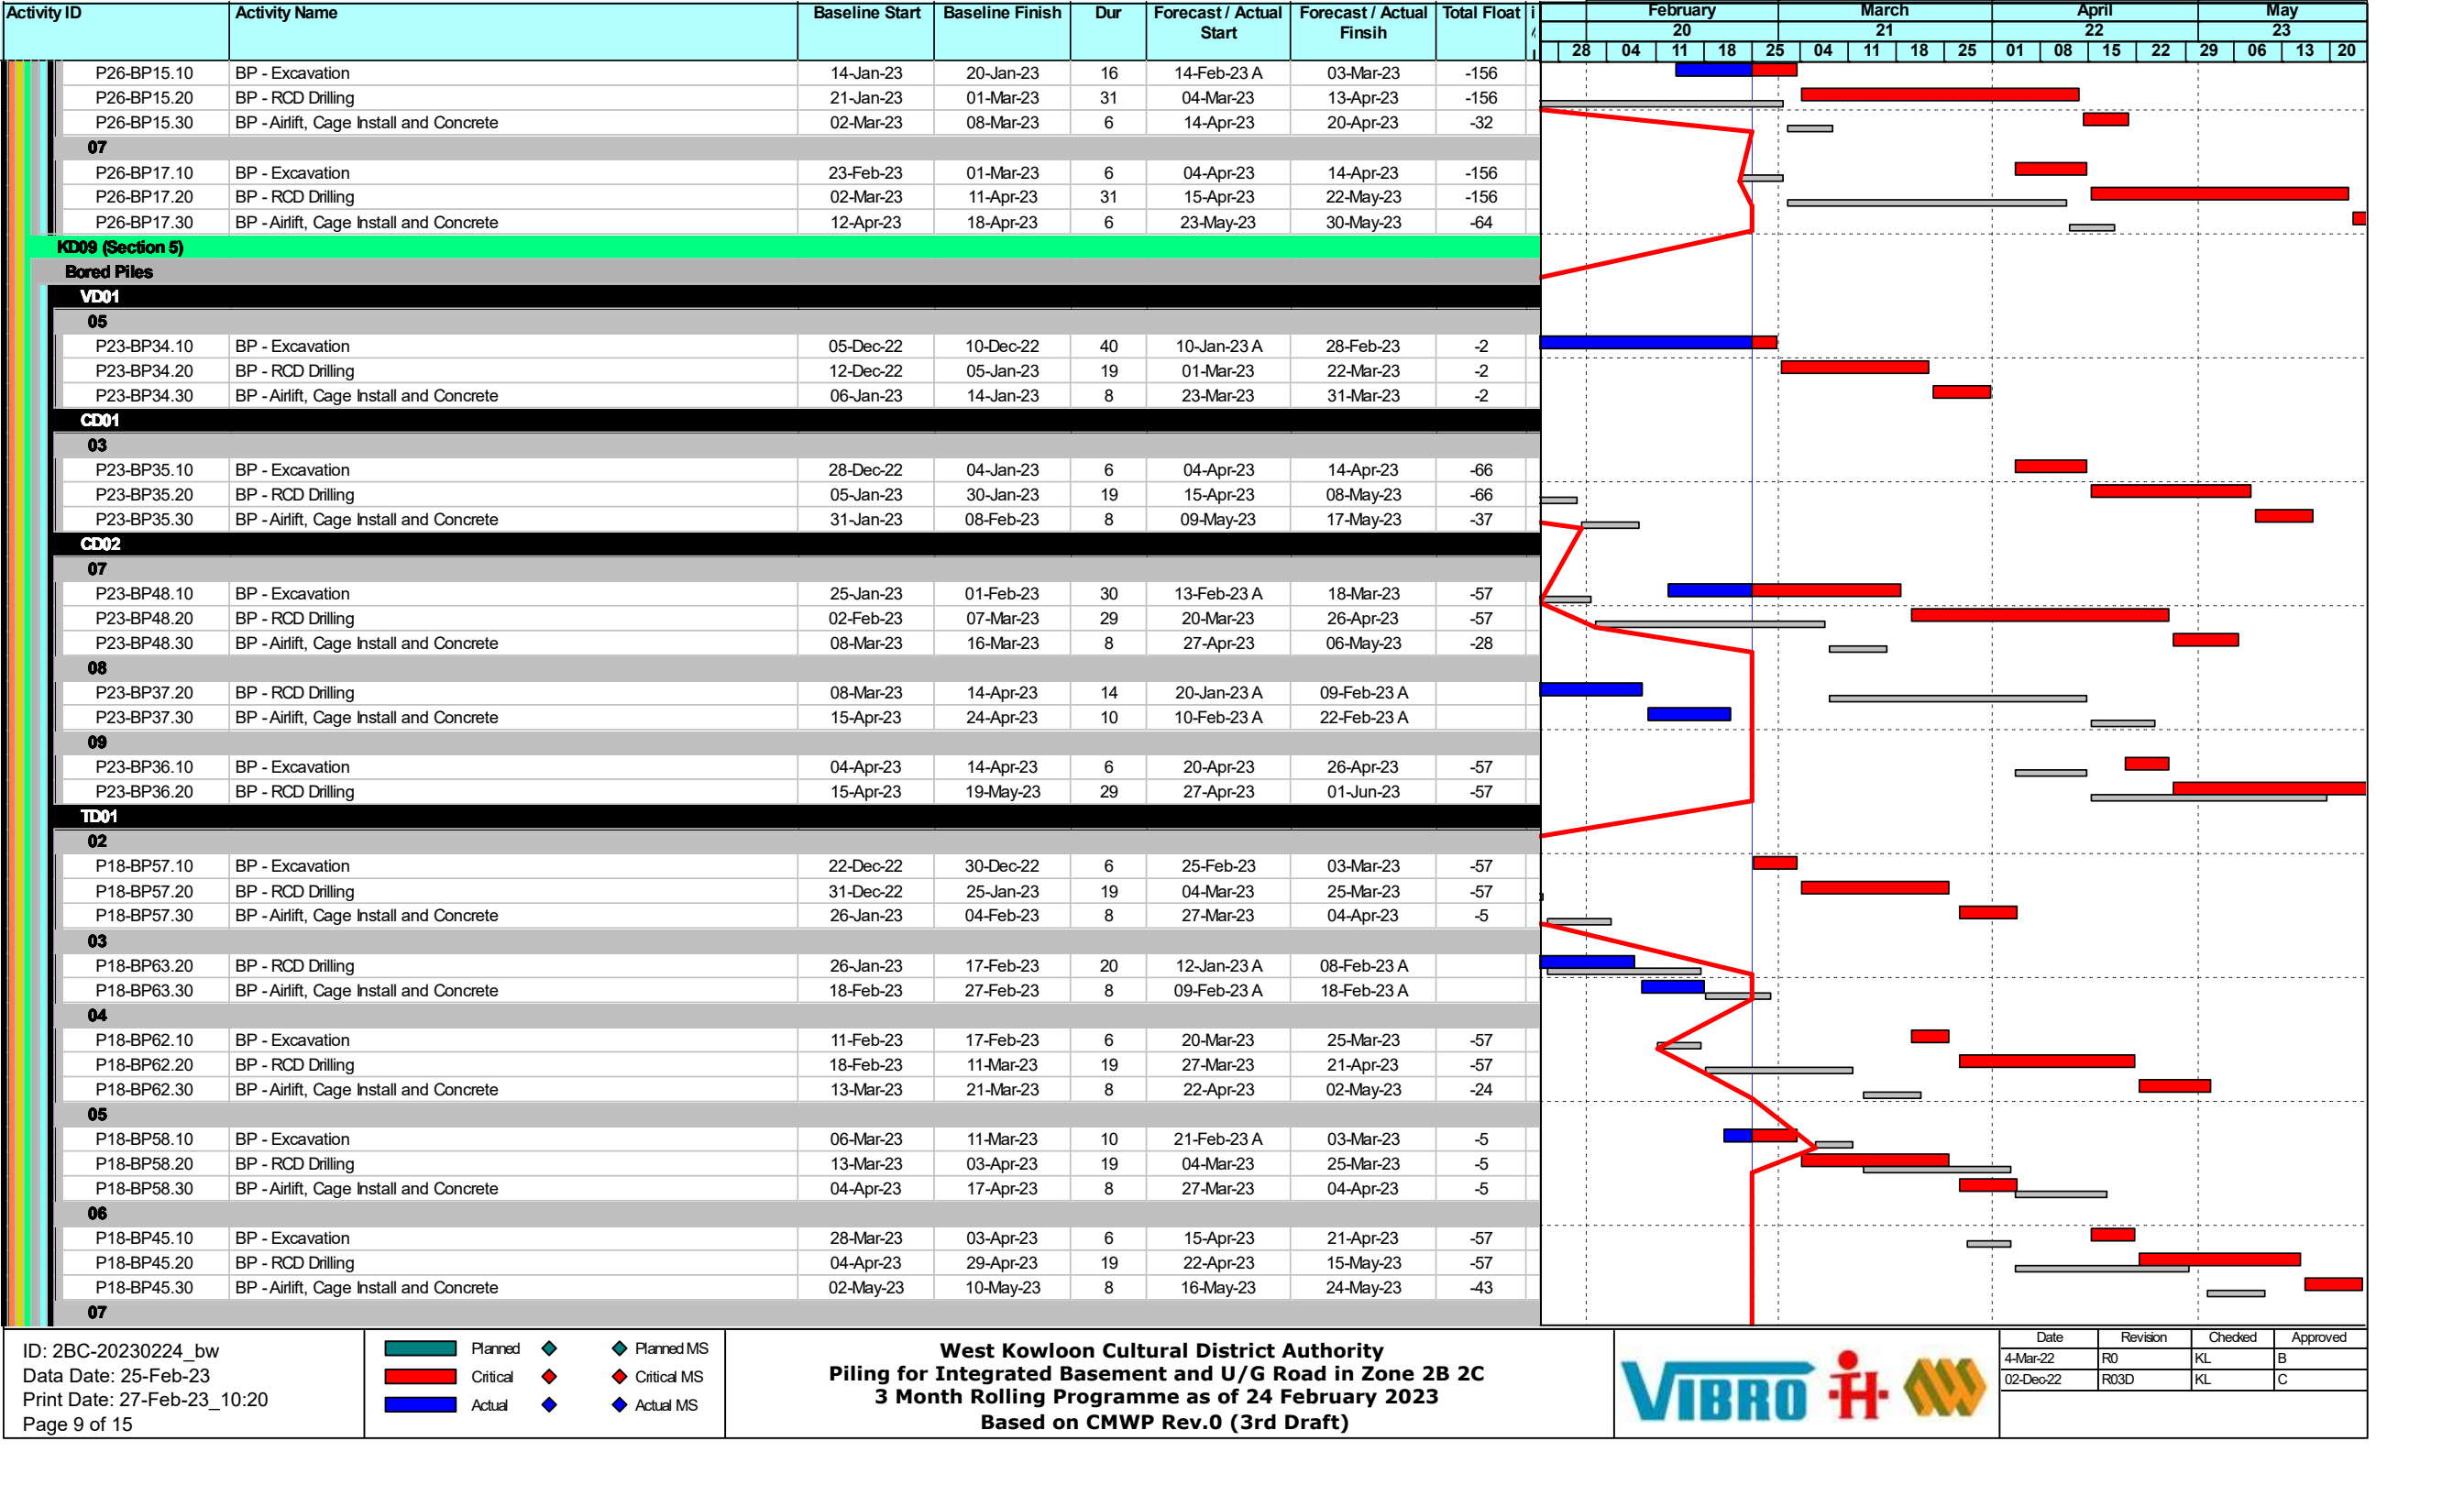 Activity ID Activity Name Baseline Start Baseline Finish Dur Forecast / Actual Start Forecast / Actual Finsih Total Float
February March April May
20 21 22 23
28 04 11 18 25 04 11 18 25 01 08 15 22 29 06 13 20
P26-BP15.10 BP - Excavation 14-Jan-23 20-Jan-23 16 14-Feb-23 A 03-Mar-23 -156
P26-BP15.20 BP - RCD Drilling 21-Jan-23 01-Mar-23 31 04-Mar-23 13-Apr-23 -156
P26-BP15.30 BP - Airlift, Cage Install and Concrete 02-Mar-23 08-Mar-23 6 14-Apr-23 20-Apr-23 -32
07
P26-BP17.10 BP - Excavation 23-Feb-23 01-Mar-23 6 04-Apr-23 14-Apr-23 -156
P26-BP17.20 BP - RCD Drilling 02-Mar-23 11-Apr-23 31 15-Apr-23 22-May-23 -156
P26-BP17.30 BP - Airlift, Cage Install and Concrete 12-Apr-23 18-Apr-23 6 23-May-23 30-May-23 -64
KD09 (Section 5)
Bored Piles
VD01
05
P23-BP34.10 BP - Excavation 05-Dec-22 10-Dec-22 40 10-Jan-23 A 28-Feb-23 -2
P23-BP34.20 BP - RCD Drilling 12-Dec-22 05-Jan-23 19 01-Mar-23 22-Mar-23 -2
P23-BP34.30 BP - Airlift, Cage Install and Concrete 06-Jan-23 14-Jan-23 8 23-Mar-23 31-Mar-23 -2
CD01
03
P23-BP35.10 BP - Excavation 28-Dec-22 04-Jan-23 6 04-Apr-23 14-Apr-23 -66
P23-BP35.20 BP - RCD Drilling 05-Jan-23 30-Jan-23 19 15-Apr-23 08-May-23 -66
P23-BP35.30 BP - Airlift, Cage Install and Concrete 31-Jan-23 08-Feb-23 8 09-May-23 17-May-23 -37
CD02
07
P23-BP48.10 BP - Excavation 25-Jan-23 01-Feb-23 30 13-Feb-23 A 18-Mar-23 -57
P23-BP48.20 BP - RCD Drilling 02-Feb-23 07-Mar-23 29 20-Mar-23 26-Apr-23 -57
P23-BP48.30 BP - Airlift, Cage Install and Concrete 08-Mar-23 16-Mar-23 8 27-Apr-23 06-May-23 -28
08
P23-BP37.20 BP - RCD Drilling 08-Mar-23 14-Apr-23 14 20-Jan-23 A 09-Feb-23 A
P23-BP37.30 BP - Airlift, Cage Install and Concrete 15-Apr-23 24-Apr-23 10 10-Feb-23 A 22-Feb-23 A
09
P23-BP36.10 BP - Excavation 04-Apr-23 14-Apr-23 6 20-Apr-23 26-Apr-23 -57
P23-BP36.20 BP - RCD Drilling 15-Apr-23 19-May-23 29 27-Apr-23 01-Jun-23 -57
TD01
02
P18-BP57.10 BP - Excavation 22-Dec-22 30-Dec-22 6 25-Feb-23 03-Mar-23 -57
P18-BP57.20 BP - RCD Drilling 31-Dec-22 25-Jan-23 19 04-Mar-23 25-Mar-23 -57
P18-BP57.30 BP - Airlift, Cage Install and Concrete 26-Jan-23 04-Feb-23 8 27-Mar-23 04-Apr-23 -5
03
P18-BP63.20 BP - RCD Drilling 26-Jan-23 17-Feb-23 20 12-Jan-23 A 08-Feb-23 A
P18-BP63.30 BP - Airlift, Cage Install and Concrete 18-Feb-23 27-Feb-23 8 09-Feb-23 A 18-Feb-23 A
04
P18-BP62.10 BP - Excavation 11-Feb-23 17-Feb-23 6 20-Mar-23 25-Mar-23 -57
P18-BP62.20 BP - RCD Drilling 18-Feb-23 11-Mar-23 19 27-Mar-23 21-Apr-23 -57
P18-BP62.30 BP - Airlift, Cage Install and Concrete 13-Mar-23 21-Mar-23 8 22-Apr-23 02-May-23 -24
05
P18-BP58.10 BP - Excavation 06-Mar-23 11-Mar-23 10 21-Feb-23 A 03-Mar-23 -5
P18-BP58.20 BP - RCD Drilling 13-Mar-23 03-Apr-23 19 04-Mar-23 25-Mar-23 -5
P18-BP58.30 BP - Airlift, Cage Install and Concrete 04-Apr-23 17-Apr-23 8 27-Mar-23 04-Apr-23 -5
06
P18-BP45.10 BP - Excavation 28-Mar-23 03-Apr-23 6 15-Apr-23 21-Apr-23 -57
P18-BP45.20 BP - RCD Drilling 04-Apr-23 29-Apr-23 19 22-Apr-23 15-May-23 -57
P18-BP45.30 BP - Airlift, Cage Install and Concrete 02-May-23 10-May-23 8 16-May-23 24-May-23 -43
07
ID: 2BC-20230224_bw
Data Date: 25-Feb-23
Print Date: 27-Feb-23_10:20
Page 9 of 15
Planned Planned MS
Critical Critical MS
Actual Actual MS
West Kowloon Cultural District Authority
Piling for Integrated Basement and U/G Road in Zone 2B 2C
3 Month Rolling Programme as of 24 February 2023
Based on CMWP Rev.0 (3rd Draft)
VIBRO
Date Revision Checked Approved
4-Mar-22 R0 KL B
02-Dec-22 R03D KL C